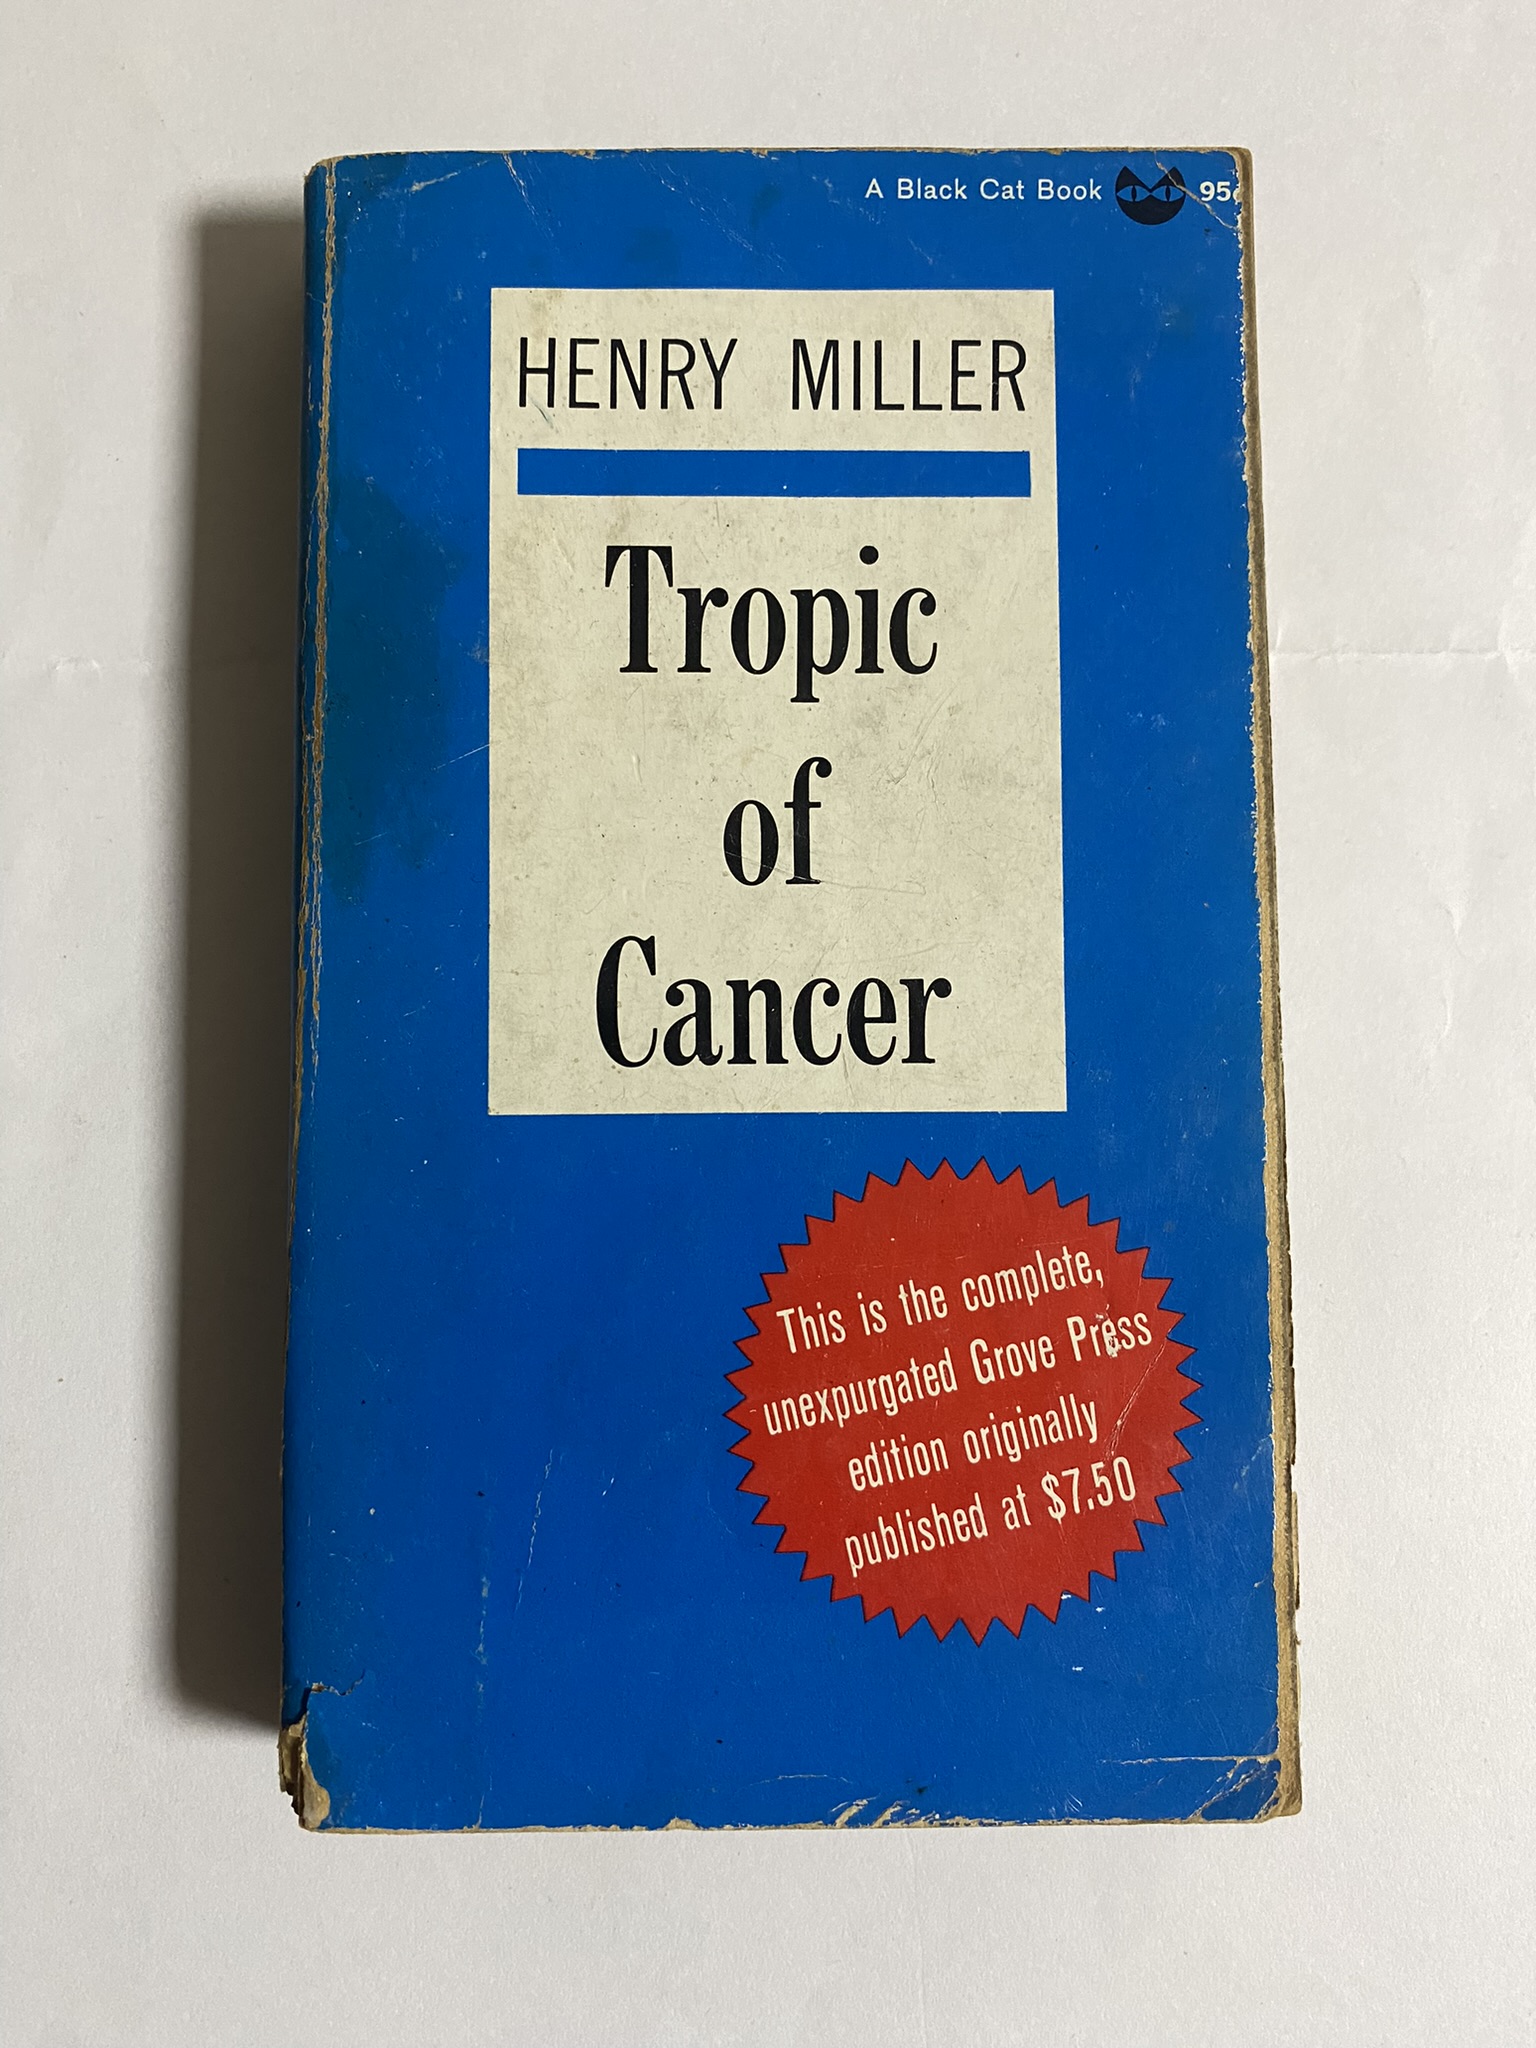 A Black Cat Book 95¢
HENRY MILLER
Tropic
of
Cancer
This is the complete,
unexpurgated Grove Press
edition originally
published at $7.50